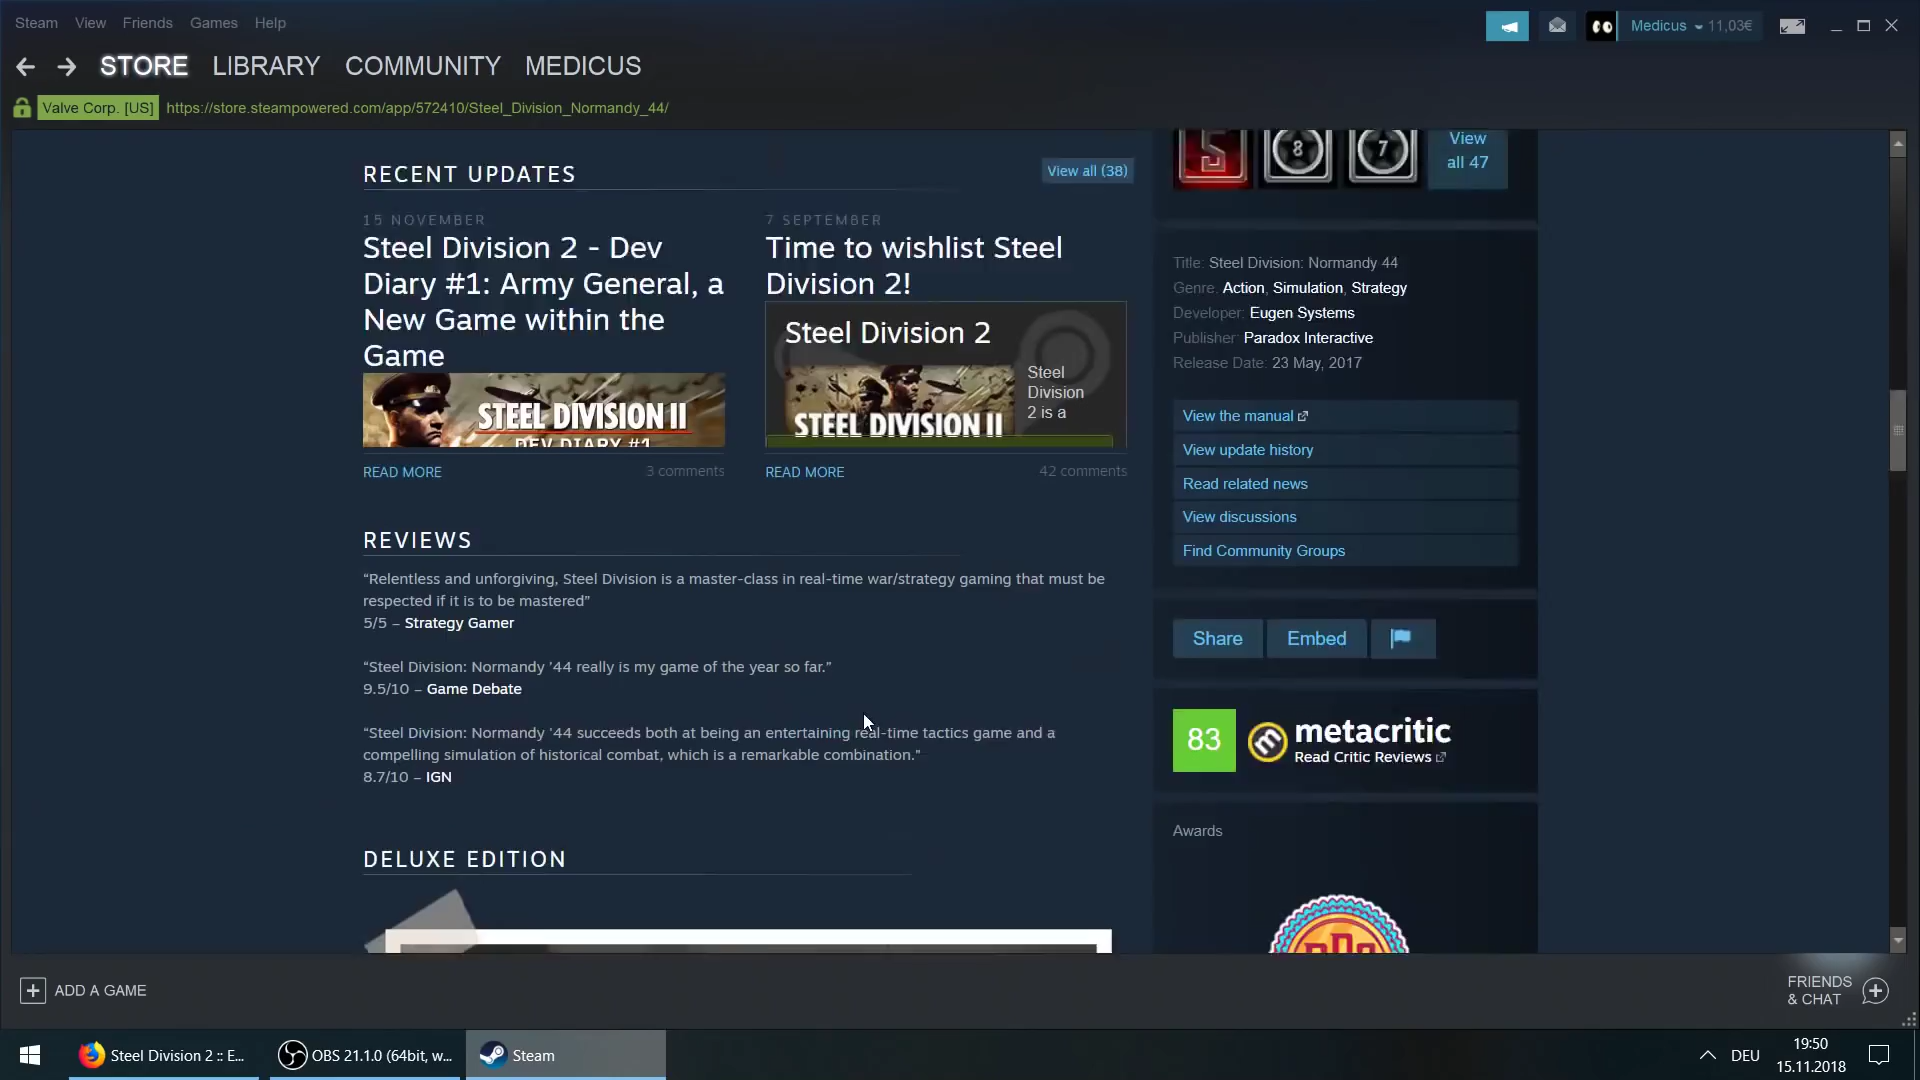 Steam View Friends Games Help
Medicus 11,03€
STORE LIBRARY COMMUNITY MEDICUS
Valve Corp. [US] https://store.steampowered.com/app/572410/Steel_Division_Normandy_44/
RECENT UPDATES
View all (38)
15 NOVEMBER
Steel Division 2 - Dev
Diary #1: Army General, a
New Game within the
Game
STEEL DIVISION II
DEV DIARY #1
READ MORE
3 comments
7 SEPTEMBER
Time to wishlist Steel
Division 2!
Steel Division 2
STEEL DIVISION II
Steel
Division
2 is a
READ MORE
42 comments
REVIEWS
“Relentless and unforgiving, Steel Division is a master-class in real-time war/strategy gaming that must be
respected if it is to be mastered”
5/5 – Strategy Gamer
“Steel Division: Normandy ’44 really is my game of the year so far.”
9.5/10 – Game Debate
“Steel Division: Normandy ’44 succeeds both at being an entertaining real-time tactics game and a
compelling simulation of historical combat, which is a remarkable combination.”
8.7/10 – IGN
DELUXE EDITION
5 8 7
View
all 47
Title: Steel Division: Normandy 44
Genre: Action, Simulation, Strategy
Developer: Eugen Systems
Publisher: Paradox Interactive
Release Date: 23 May, 2017
View the manual
View update history
Read related news
View discussions
Find Community Groups
Share Embed
83 metacritic
Read Critic Reviews
Awards
ADD A GAME
FRIENDS
& CHAT
Steel Division 2 :: E...
OBS 21.1.0 (64bit, w...
Steam
DEU
19:50
15.11.2018